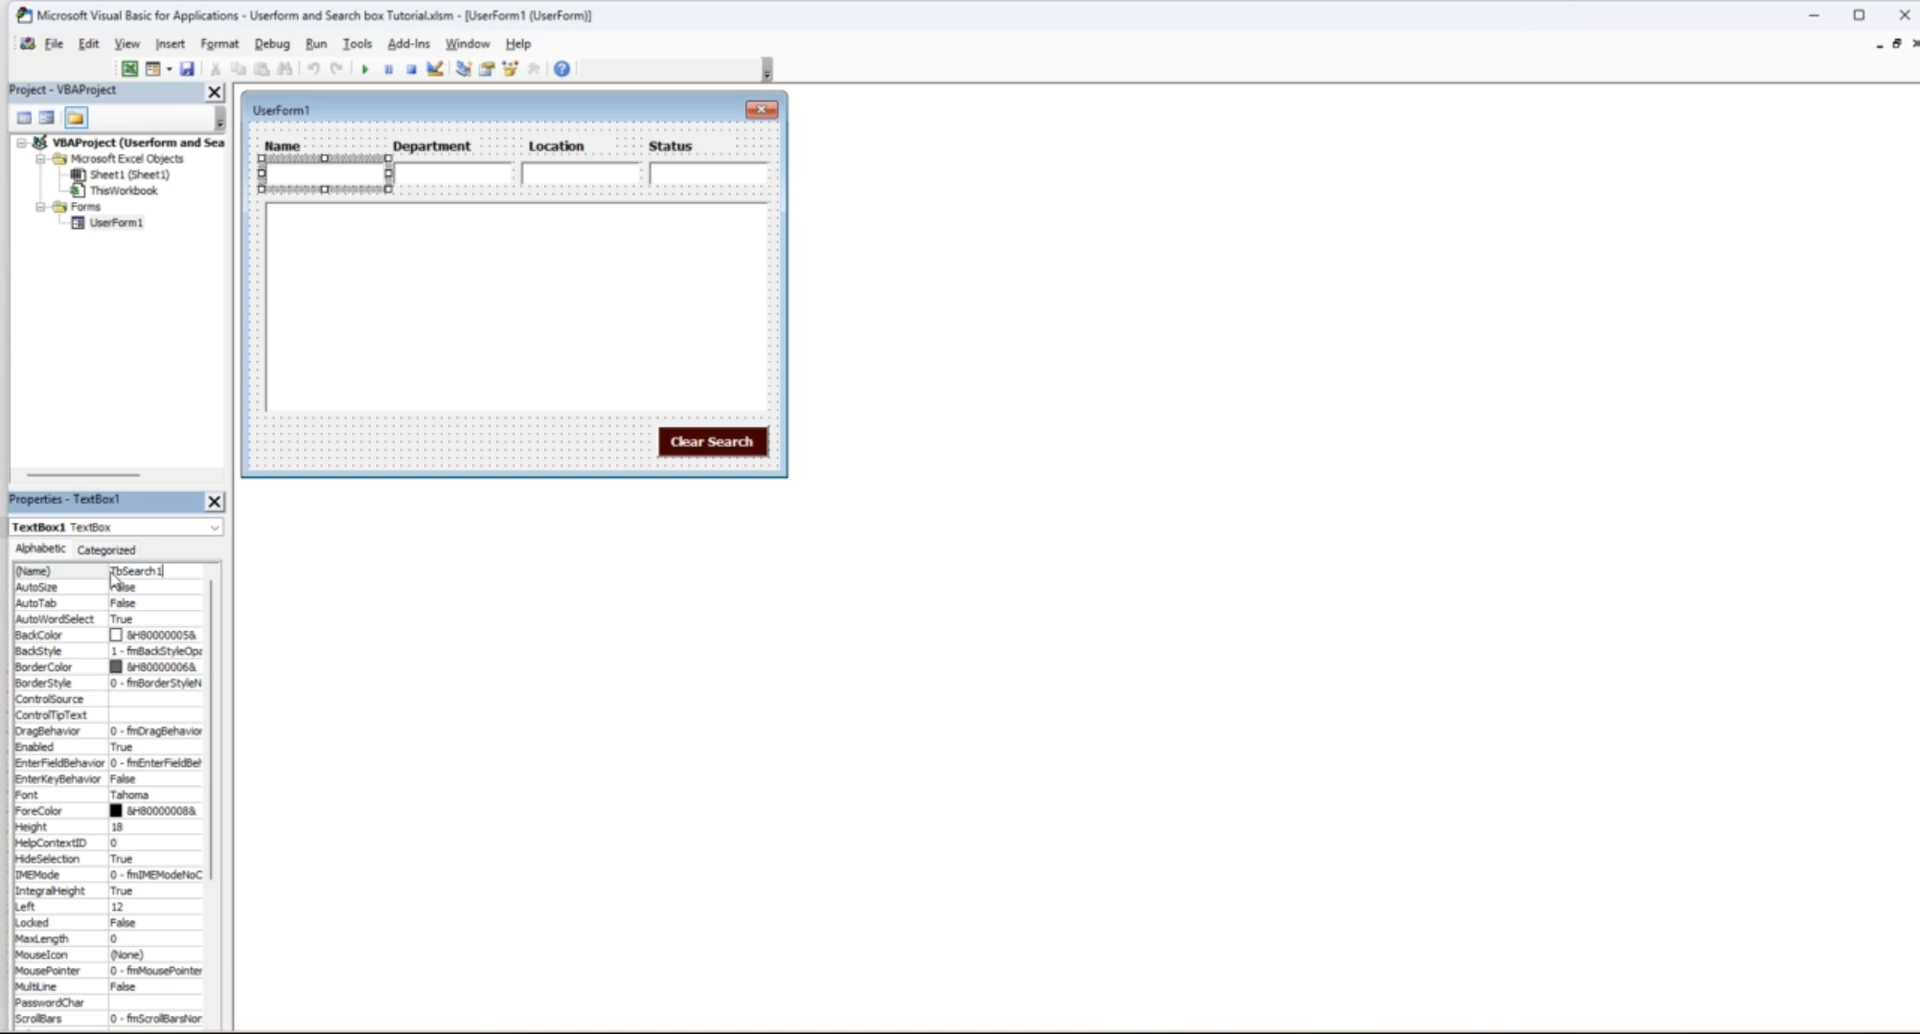 Microsoft Visual Basic for Applications - Userform and Search box Tutorial.xlsm - [UserForm1 (UserForm)]
File Edit View Insert Format Debug Run Tools Add-Ins Window Help
Project - VBAProject
VBAProject (Userform and Sea
Microsoft Excel Objects
Sheet1 (Sheet1)
ThisWorkbook
Forms
UserForm1
UserForm1
Name Department Location Status
Clear Search
Properties - TextBox1
TextBox1 TextBox
Alphabetic Categorized
(Name) TbSearch1
AutoSize False
AutoTab False
AutoWordSelect True
BackColor &H80000005&
BackStyle 1 - fmBackStyleOpa
BorderColor &H80000006&
BorderStyle 0 - fmBorderStyleN
ControlSource
ControlTipText
DragBehavior 0 - fmDragBehavior
Enabled True
EnterFieldBehavior 0 - fmEnterFieldBeh
EnterKeyBehavior False
Font Tahoma
ForeColor &H80000008&
Height 18
HelpContextID 0
HideSelection True
IMEMode 0 - fmIMEModeNoC
IntegralHeight True
Left 12
Locked False
MaxLength 0
MouseIcon (None)
MousePointer 0 - fmMousePointer
MultiLine False
PasswordChar
ScrollBars 0 - fmScrollBarsNon